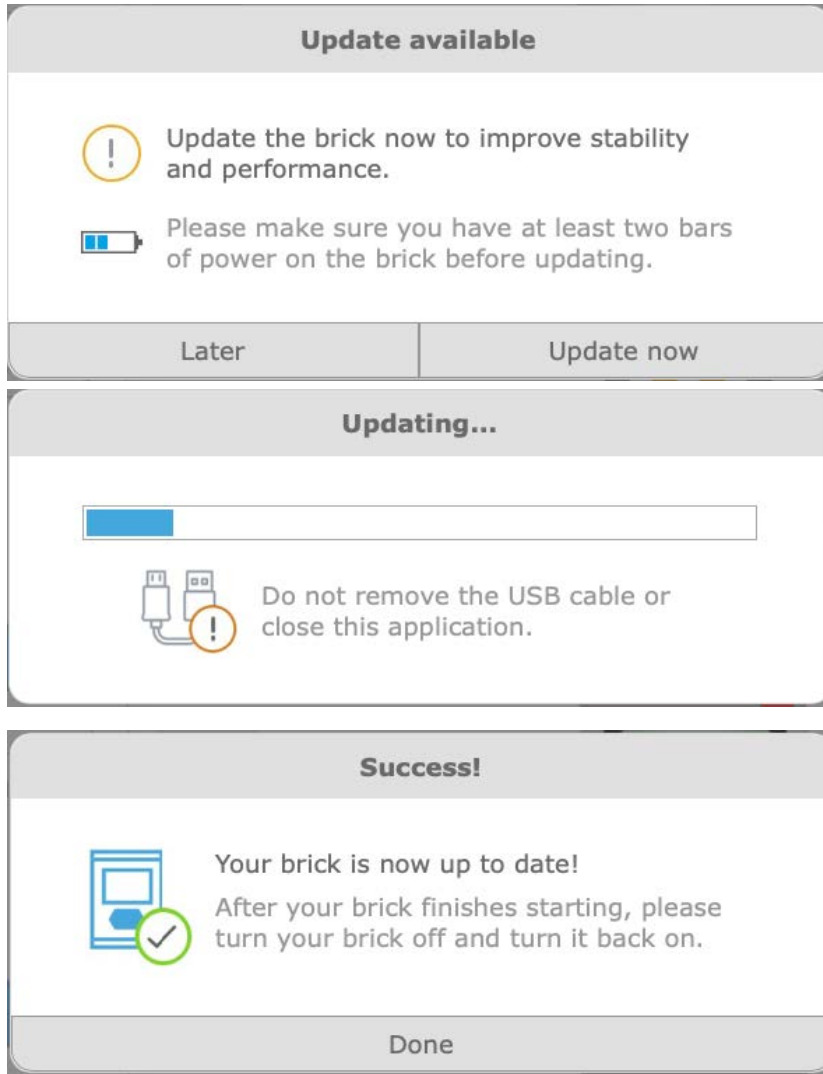 Update available
Update the brick now to improve stability
and performance.
Please make sure you have at least two bars
of power on the brick before updating.
Later
Update now
Updating...
Do not remove the USB cable or
close this application.
Success!
Your brick is now up to date!
After your brick finishes starting, please
turn your brick off and turn it back on.
Done